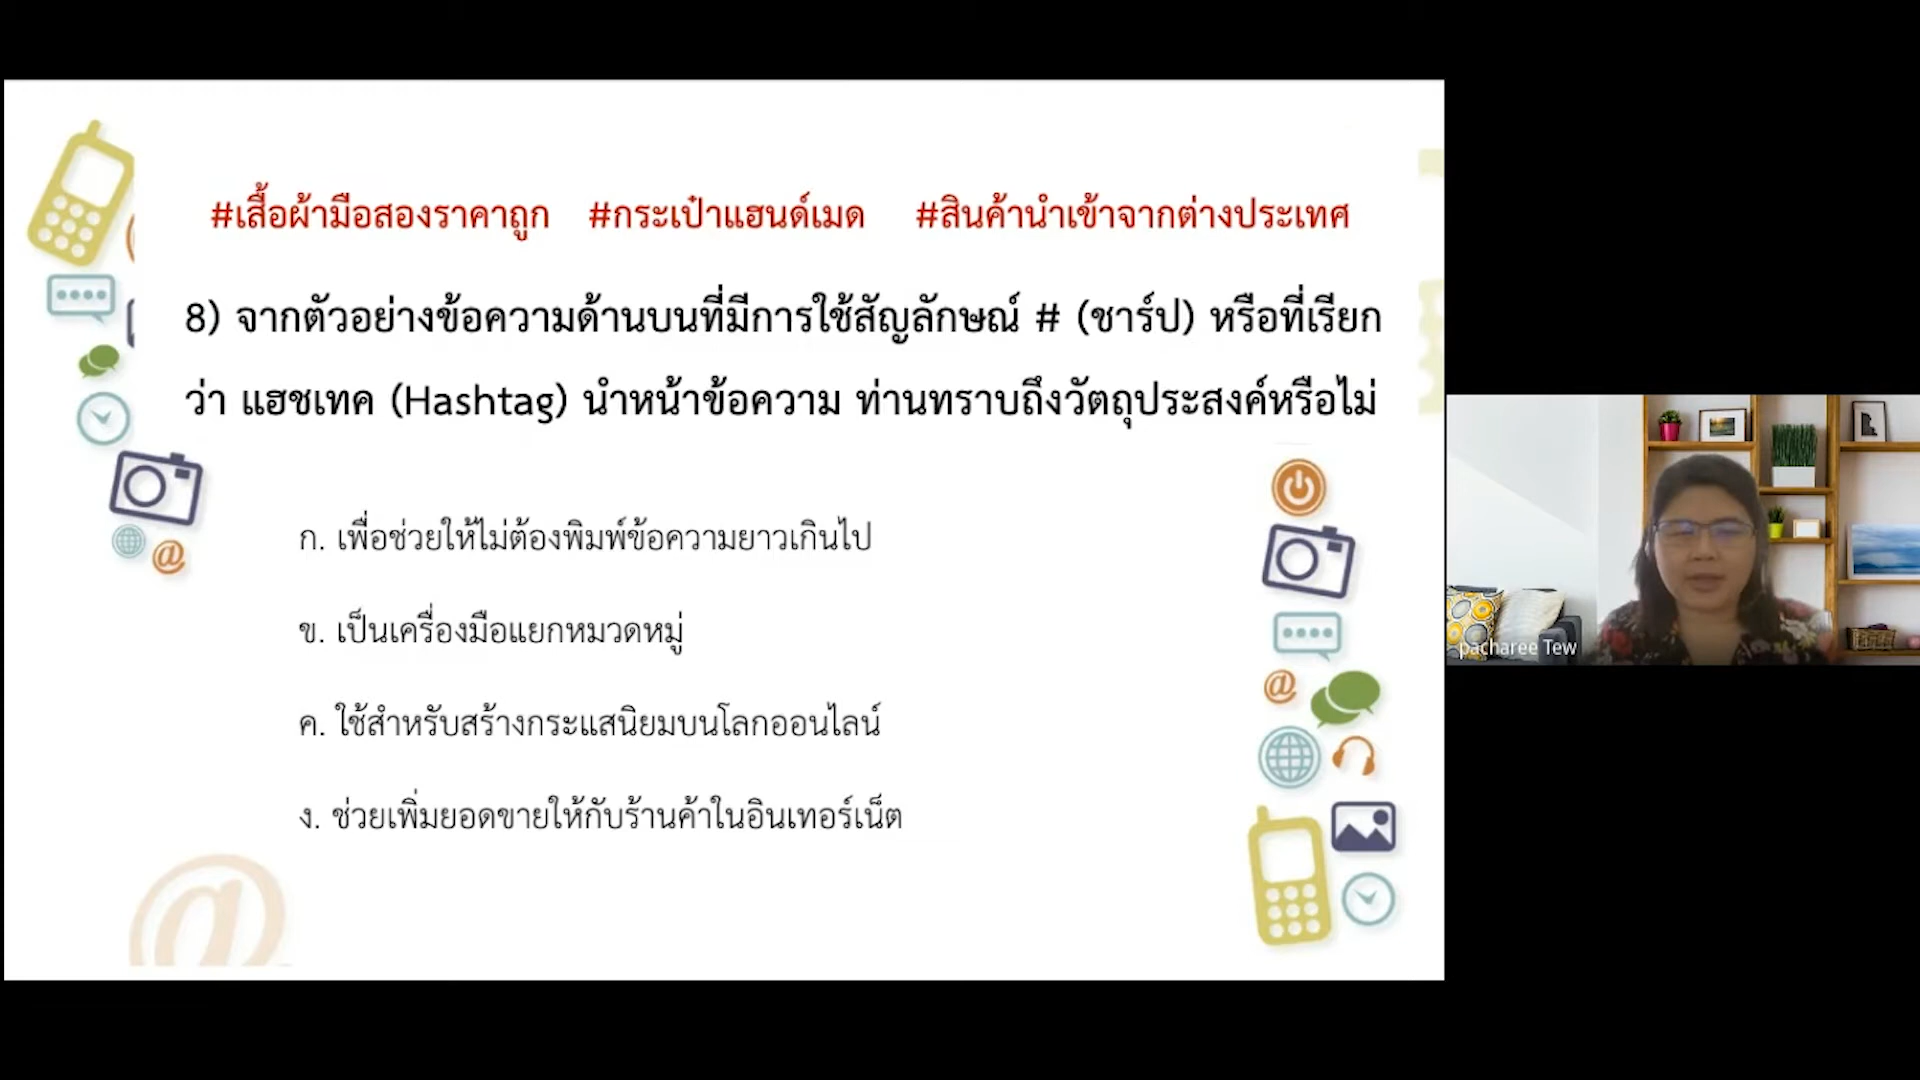 #เสื้อผ้ามือสองราคาถูก #กระเป๋าแฮนด์เมด #สินค้านำเข้าจากต่างประเทศ
8) จากตัวอย่างข้อความด้านบนที่มีการใช้สัญลักษณ์ # (ชาร์ป) หรือที่เรียก
ว่า แฮชเทค (Hashtag) นำหน้าข้อความ ท่านทราบถึงวัตถุประสงค์หรือไม่
ก. เพื่อช่วยให้ไม่ต้องพิมพ์ข้อความยาวเกินไป
ข. เป็นเครื่องมือแยกหมวดหมู่
ค. ใช้สำหรับสร้างกระแสนิยมบนโลกออนไลน์
ง. ช่วยเพิ่มยอดขายให้กับร้านค้าในอินเทอร์เน็ต
pacharee Tew